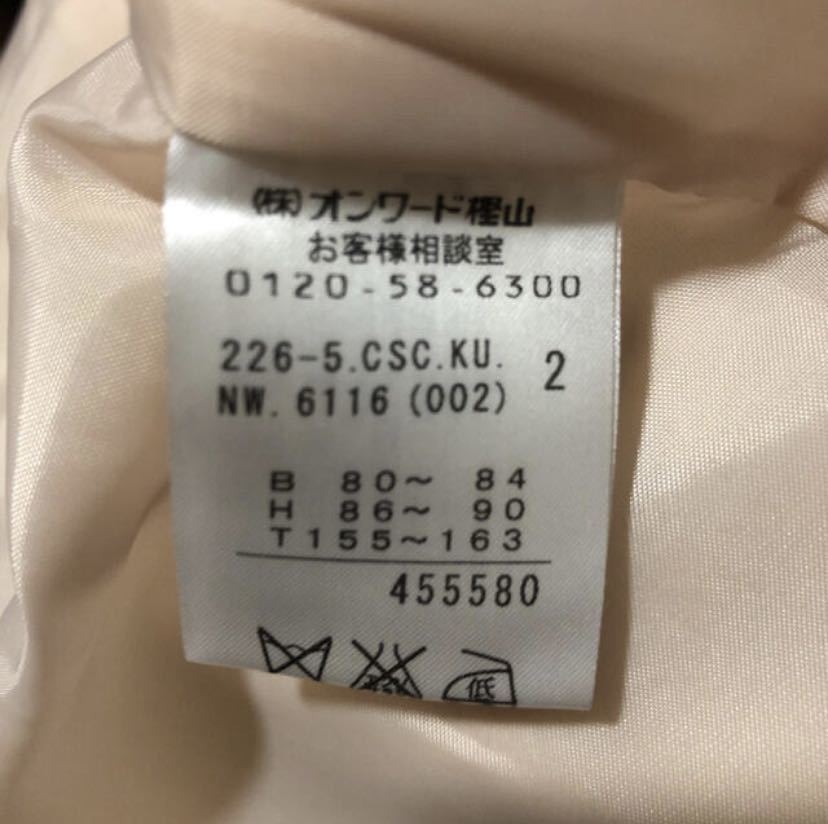 (株)オンワード樫山
お客様相談室
0120-58-6300
226-5.CSC.KU. 2
NW. 6116 (002)
B 80～ 84
H 86～ 90
T155～163
455580
低